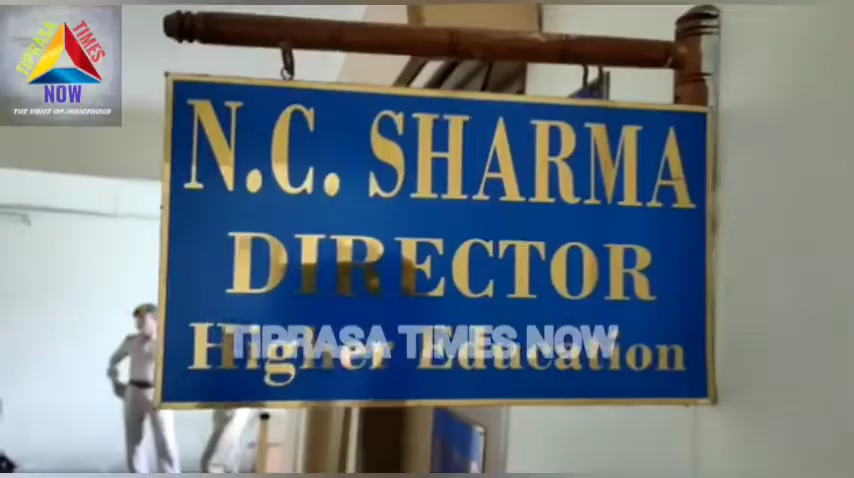 TIPRASA TIMES
NOW
THE VOICE OF INDIGENOUS
N.C. SHARMA
DIRECTOR
Higher Education
TIPRASA TIMES NOW